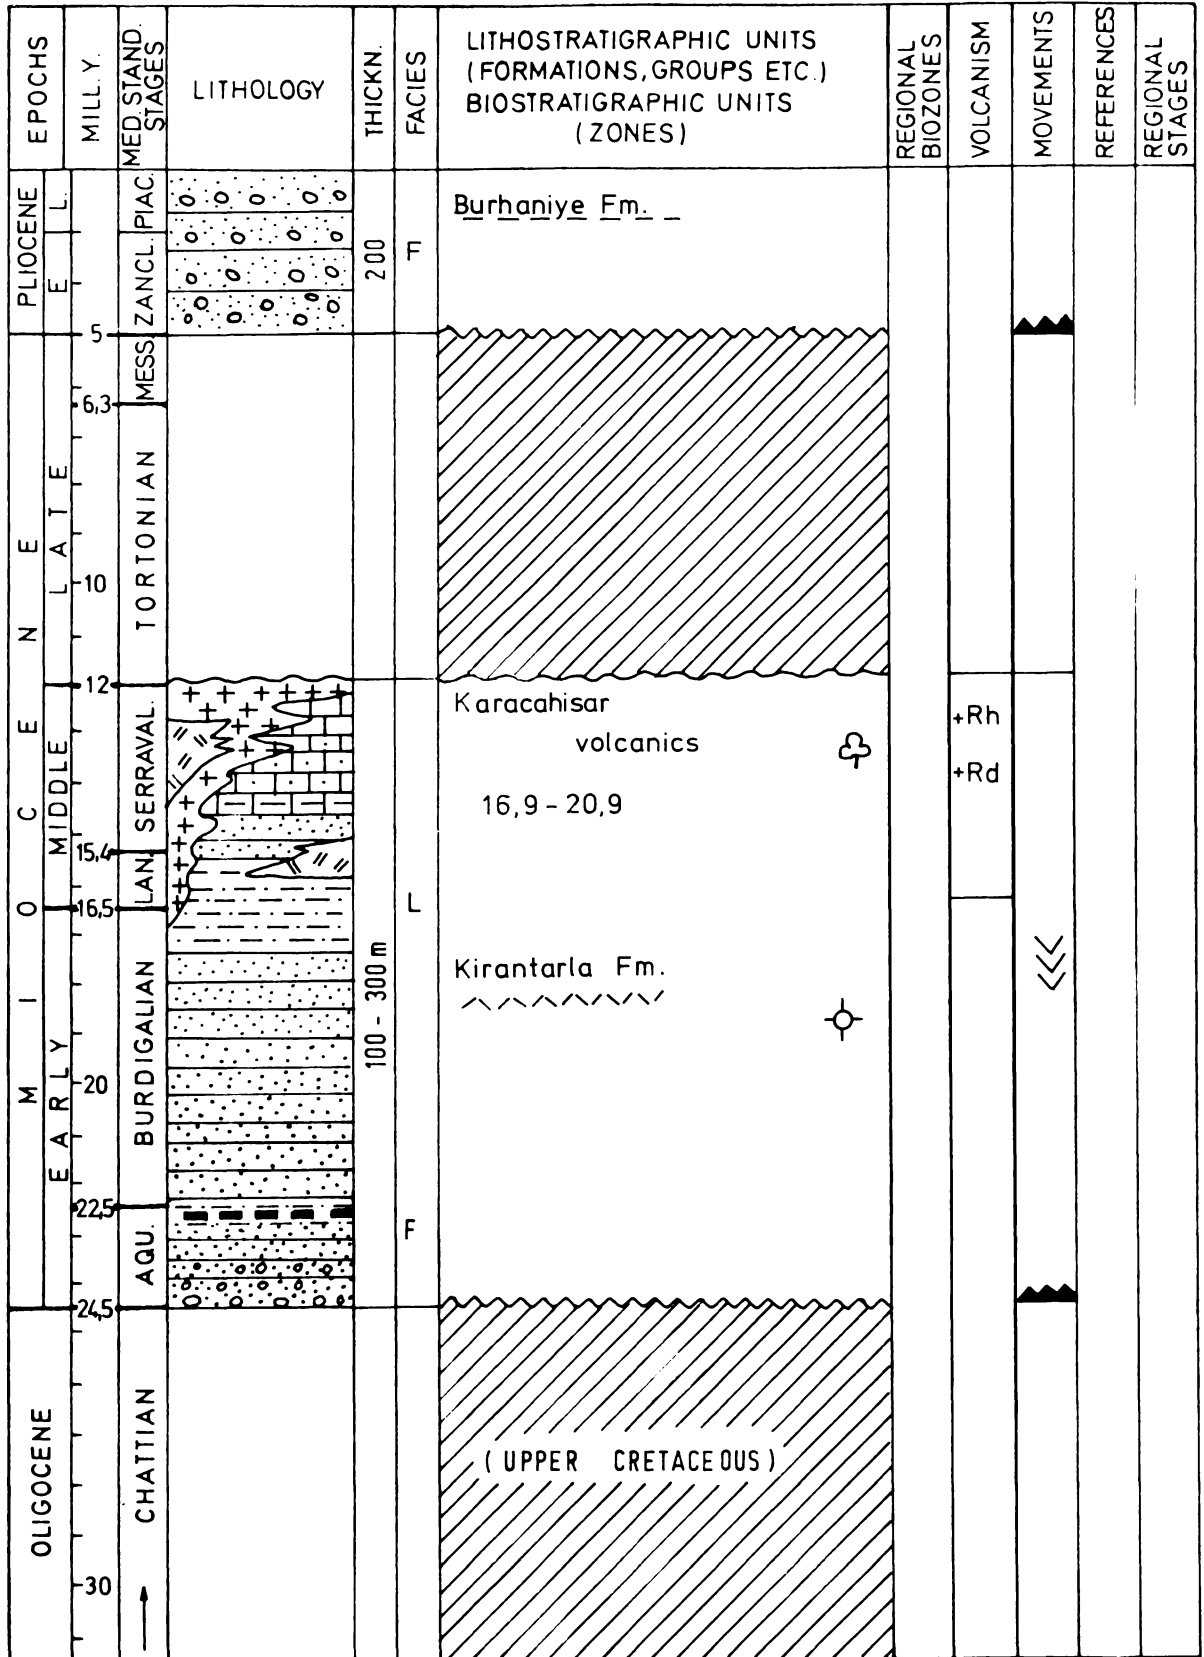 EPOCHS
MILL. Y.
MED. STAND.
STAGES
LITHOLOGY
THICKN.
FACIES
LITHOSTRATIGRAPHIC UNITS
(FORMATIONS, GROUPS ETC.)
BIOSTRATIGRAPHIC UNITS
(ZONES)
REGIONAL
BIOZONES
VOLCANISM
MOVEMENTS
REFERENCES
REGIONAL
STAGES
PLIOCENE
L.
E
PIAC.
ZANCL.
200
F
Burhaniye Fm.
5
MESS.
6,3
MIOCENE
LATE
TORTONIAN
10
12
MIDDLE
SERRAVAL.
Karacahisar
volcanics
16,9 - 20,9
+Rh
+Rd
15,4
LAN.
16,5
L
EARLY
BURDIGALIAN
100 - 300 m
Kirantarla Fm.
20
22,5
AQU.
F
24,5
OLIGOCENE
CHATTIAN
(UPPER CRETACEOUS)
30